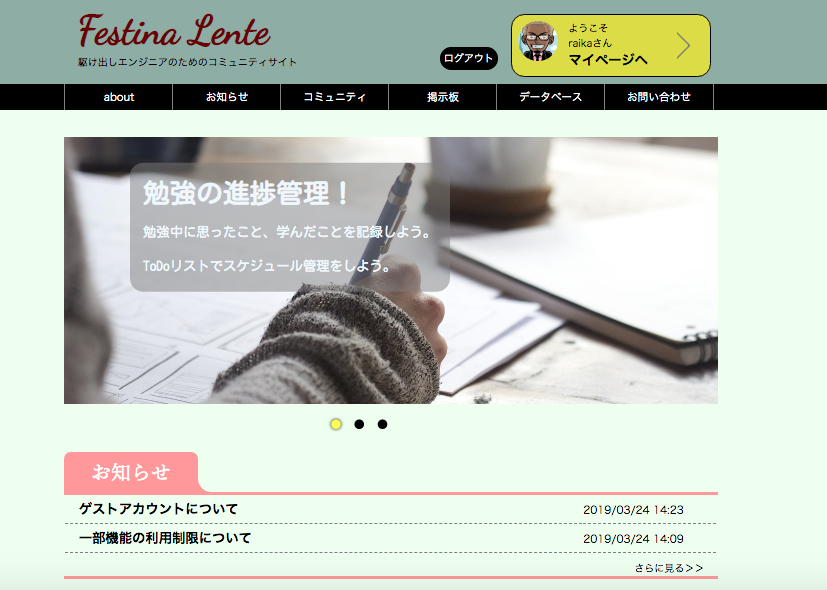 Festina Lente
駆け出しエンジニアのためのコミュニティサイト
ログアウト
ようこそ
raikaさん
マイページへ
about お知らせ コミュニティ 掲示板 データベース お問い合わせ
勉強の進捗管理！
勉強中に思ったこと、学んだことを記録しよう。
ToDoリストでスケジュール管理をしよう。
お知らせ
ゲストアカウントについて 2019/03/24 14:23
一部機能の利用制限について 2019/03/24 14:09
さらに見る>>